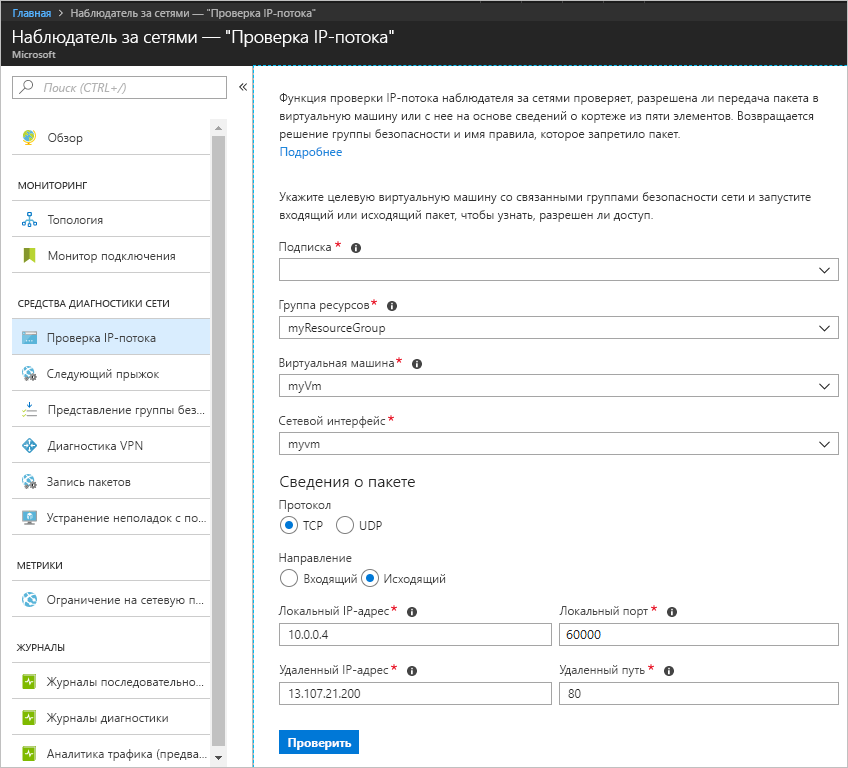 Главная > Наблюдатель за сетями — "Проверка IP-потока"
Наблюдатель за сетями — "Проверка IP-потока"
Microsoft
Поиск (CTRL+/)
Обзор
МОНИТОРИНГ
Топология
Монитор подключения
СРЕДСТВА ДИАГНОСТИКИ СЕТИ
Проверка IP-потока
Следующий прыжок
Представление группы без...
Диагностика VPN
Запись пакетов
Устранение неполадок с по...
МЕТРИКИ
Ограничение на сетевую п...
ЖУРНАЛЫ
Журналы последовательно...
Журналы диагностики
Аналитика трафика (предва...
Функция проверки IP-потока наблюдателя за сетями проверяет, разрешена ли передача пакета в
виртуальную машину или с нее на основе сведений о кортеже из пяти элементов. Возвращается
решение группы безопасности и имя правила, которое запретило пакет.
Подробнее
Укажите целевую виртуальную машину со связанными группами безопасности сети и запустите
входящий или исходящий пакет, чтобы узнать, разрешен ли доступ.
Подписка *
Группа ресурсов*
myResourceGroup
Виртуальная машина*
myVm
Сетевой интерфейс*
myvm
Сведения о пакете
Протокол
TCP UDP
Направление
Входящий Исходящий
Локальный IP-адрес* Локальный порт *
10.0.0.4 60000
Удаленный IP-адрес* Удаленный путь *
13.107.21.200 80
Проверить